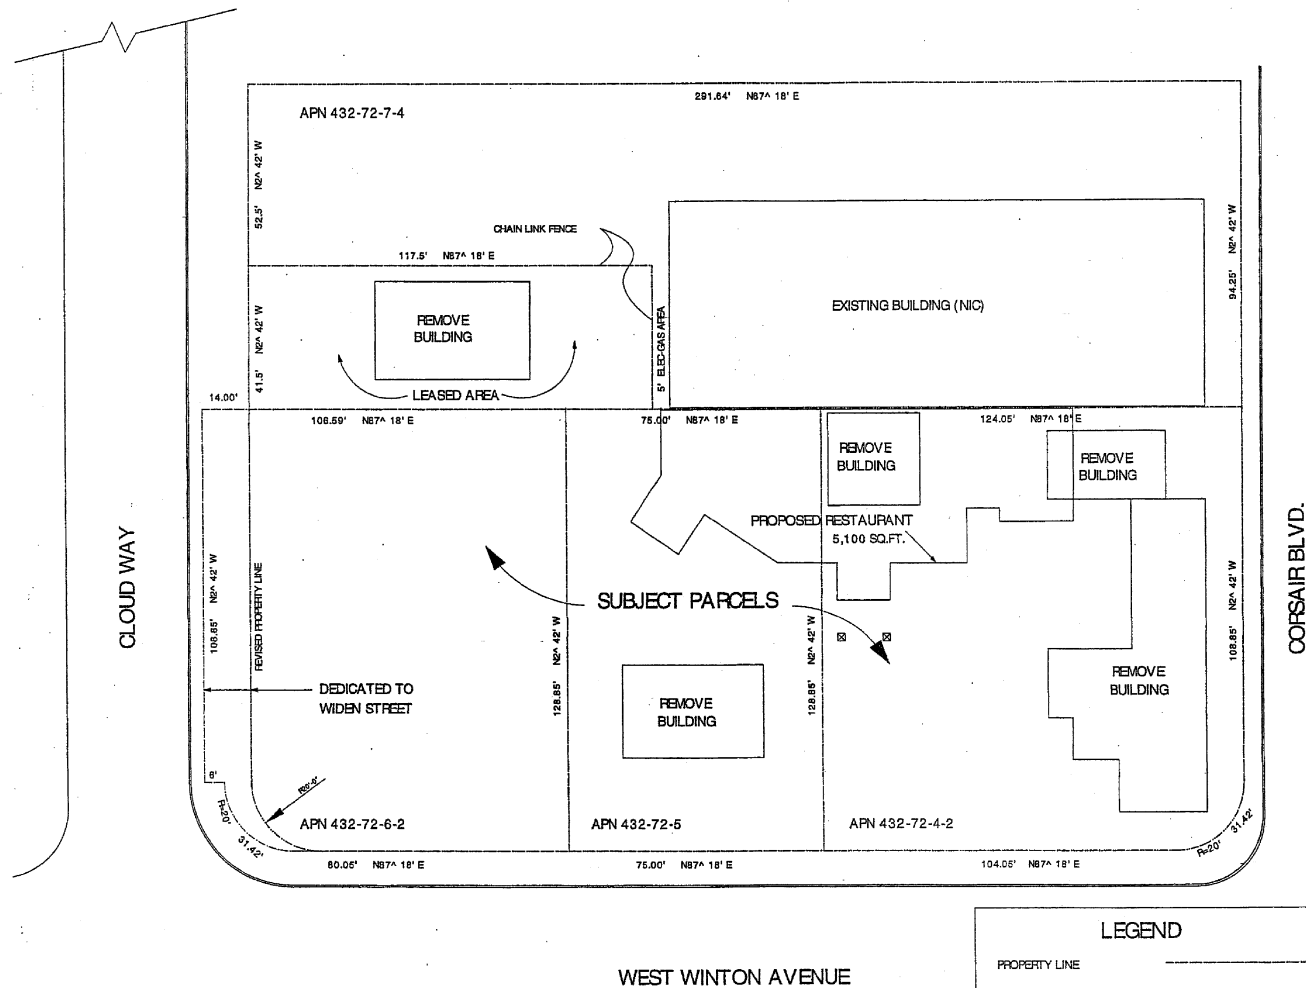 291.64' N87^ 18' E
APN 432-72-7-4
52.5' N2^ 42' W
CHAIN LINK FENCE
117.5' N87^ 18' E
94.25' N2^ 42' W
EXISTING BUILDING (NIC)
41.5' N2^ 42' W
REMOVE
BUILDING
5' ELEC-GAS AREA
LEASED AREA
14.00'
106.59' N87^ 18' E
75.00' N87^ 18' E
124.05' N87^ 18' E
REMOVE
BUILDING
REMOVE
BUILDING
PROPOSED RESTAURANT
5,100 SQ.FT.
CLOUD WAY
108.85' N2^ 42' W
REVISED PROPERTY LINE
SUBJECT PARCELS
128.85' N2^ 42' W
128.85' N2^ 42' W
108.85' N2^ 42' W
CORSAIR BLVD.
DEDICATED TO
WIDEN STREET
REMOVE
BUILDING
REMOVE
BUILDING
6'
R=20'
31.42'
APN 432-72-6-2
APN 432-72-5
APN 432-72-4-2
31.42'
R=20'
80.05' N87^ 18' E
75.00' N87^ 18' E
104.05' N87^ 18' E
LEGEND
PROPERTY LINE
WEST WINTON AVENUE